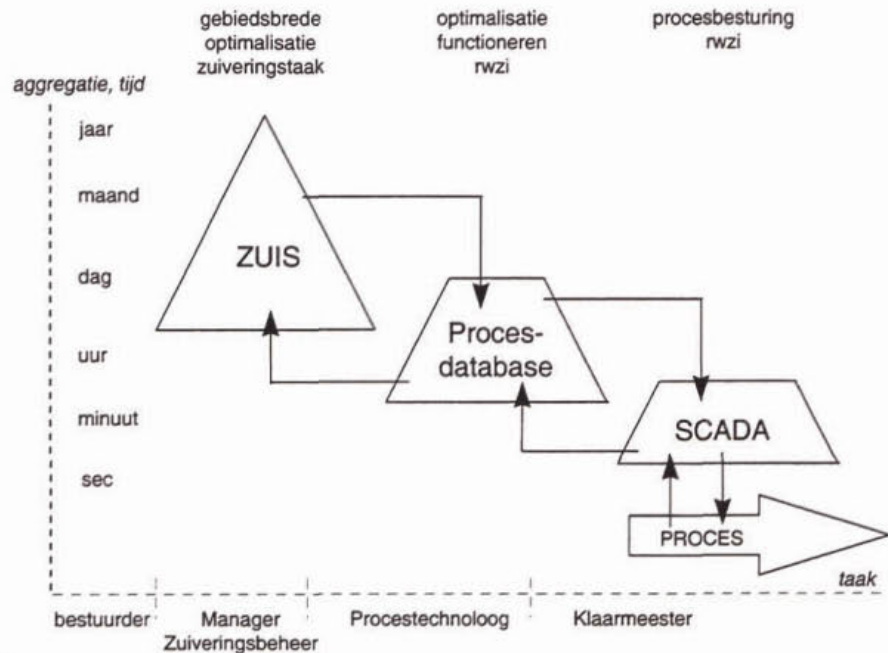 gebiedsbrede
optimalisatie
zuiveringstaak
optimalisatie
functioneren
rwzi
procesbesturing
rwzi
aggregatie, tijd
jaar
maand
dag
uur
minuut
sec
ZUIS
Proces-
database
SCADA
PROCES
taak
bestuurder
Manager
Zuiveringsbeheer
Procestechnoloog
Klaarmeester